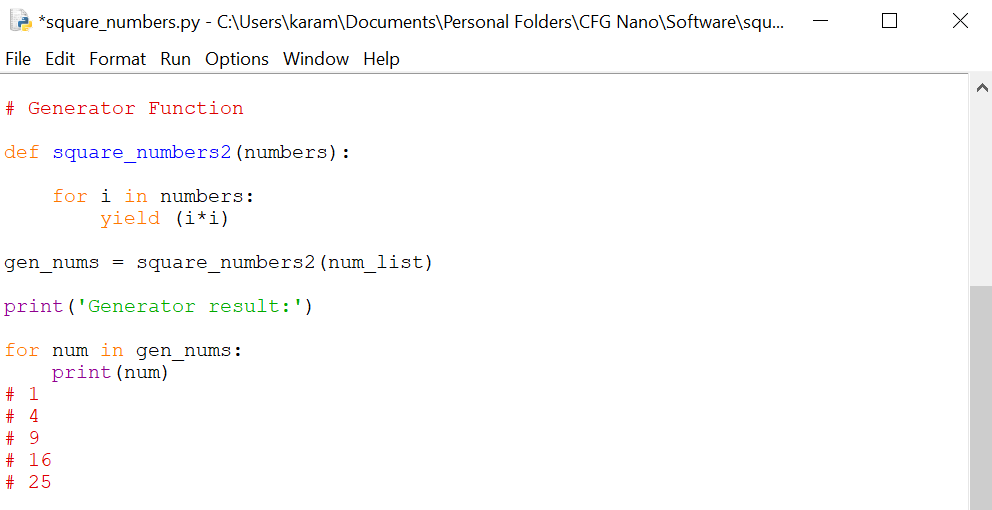 *square_numbers.py - C:\Users\karam\Documents\Personal Folders\CFG Nano\Software\squ...
File Edit Format Run Options Window Help
# Generator Function
def square_numbers2(numbers):
    for i in numbers:
        yield (i*i)
gen_nums = square_numbers2(num_list)
print('Generator result:')
for num in gen_nums:
    print(num)
# 1
# 4
# 9
# 16
# 25